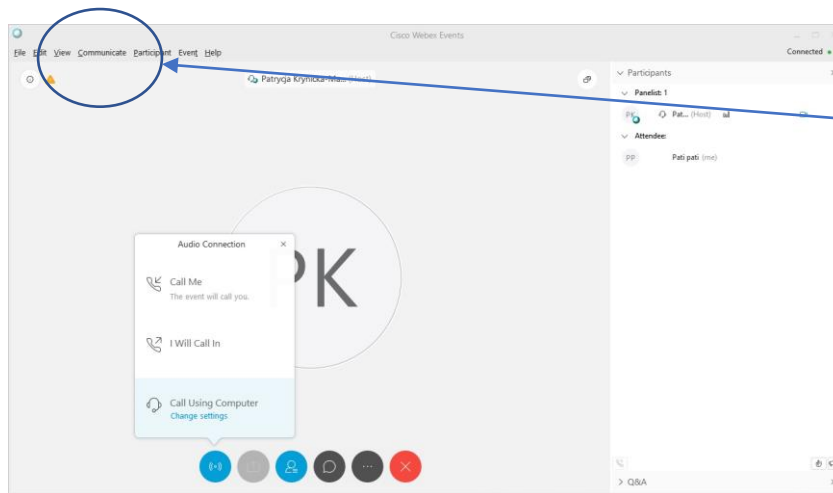 Cisco Webex Events
File Edit View Communicate Participant Event Help
Connected
Patrycja Krynicka-Ma... (Host)
Participants
Panelist: 1
PK Pat... (Host)
Attendee:
PP Pati pati (me)
PK
Audio Connection
Call Me
The event will call you.
I Will Call In
Call Using Computer
Change settings
Q&A